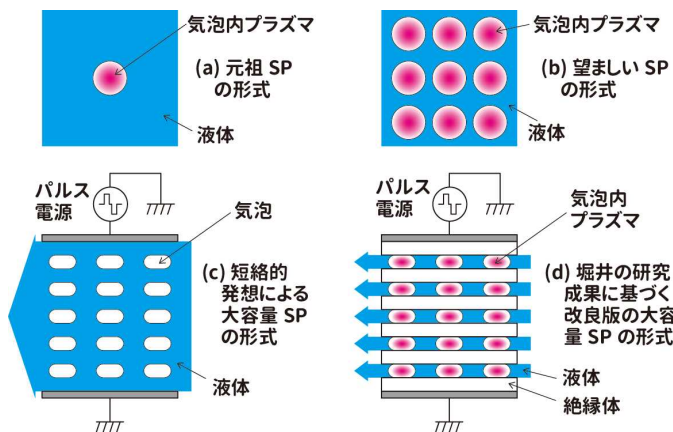 気泡内プラズマ
(a) 元祖 SP
の形式
液体
気泡内プラズマ
(b) 望ましい SP
の形式
液体
パルス
電源
気泡
(c) 短絡的
発想による
大容量 SP
の形式
液体
パルス
電源
気泡内
プラズマ
(d) 堀井の研究
成果に基づく
改良版の大容
量 SP の形式
液体
絶縁体